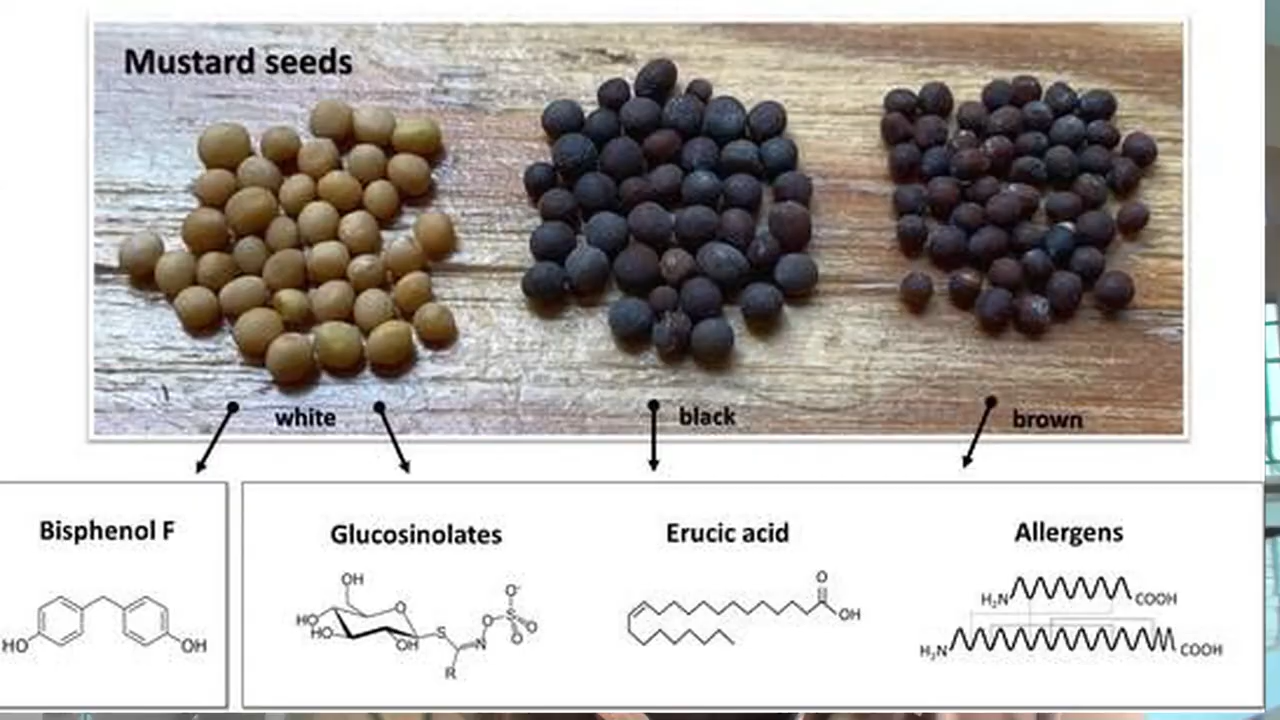 Mustard seeds
white
black
brown
Bisphenol F
Glucosinolates
Erucic acid
Allergens
HO
OH
OH
HO
HO
O
OH
S
N
O
S
O⁻
O
O
R
O
OH
H₂N
COOH
H₂N
COOH